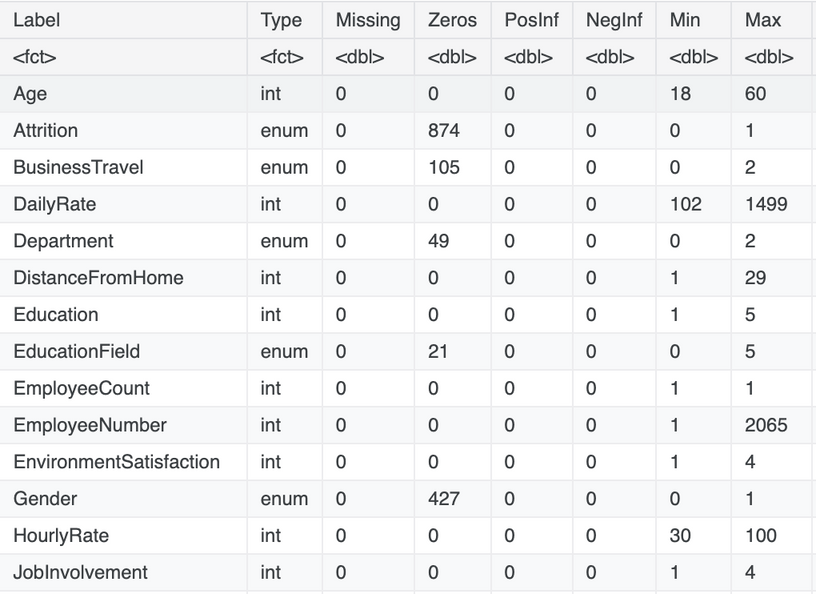 Label Type Missing Zeros PosInf NegInf Min Max
<fct> <fct> <dbl> <dbl> <dbl> <dbl> <dbl> <dbl>
Age int 0 0 0 0 18 60
Attrition enum 0 874 0 0 0 1
BusinessTravel enum 0 105 0 0 0 2
DailyRate int 0 0 0 0 102 1499
Department enum 0 49 0 0 0 2
DistanceFromHome int 0 0 0 0 1 29
Education int 0 0 0 0 1 5
EducationField enum 0 21 0 0 0 5
EmployeeCount int 0 0 0 0 1 1
EmployeeNumber int 0 0 0 0 1 2065
EnvironmentSatisfaction int 0 0 0 0 1 4
Gender enum 0 427 0 0 0 1
HourlyRate int 0 0 0 0 30 100
JobInvolvement int 0 0 0 0 1 4